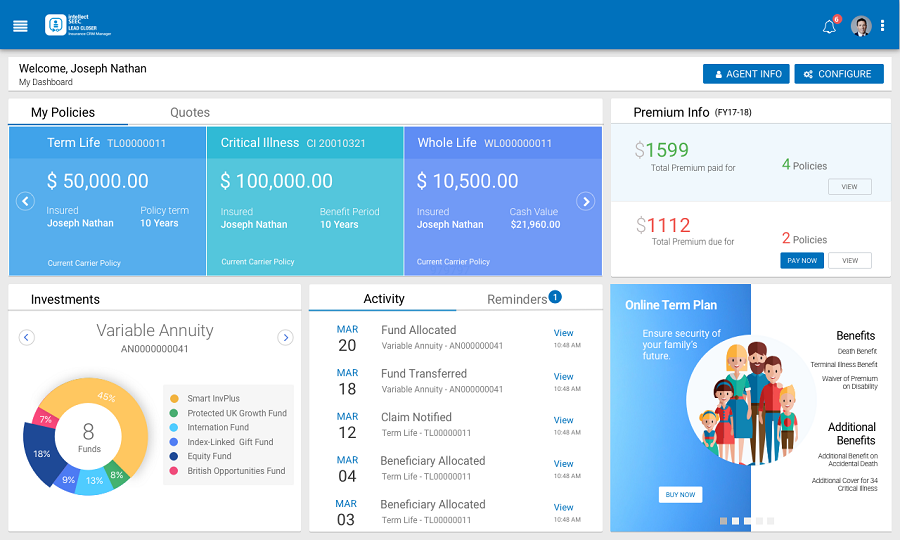 intellect
SEEC
LEAD CLOSER
Insurance CRM Manager
6
Welcome, Joseph Nathan
My Dashboard
AGENT INFO
CONFIGURE
My Policies
Quotes
Term Life TL00000011
$ 50,000.00
Insured
Joseph Nathan
Policy term
10 Years
Current Carrier Policy
Critical Illness CI 20010321
$ 100,000.00
Insured
Joseph Nathan
Benefit Period
10 Years
Current Carrier Policy
Whole Life WL000000011
$ 10,500.00
Insured
Joseph Nathan
Cash Value
$21,960.00
Current Carrier Policy
Premium Info (FY17-18)
$1599
Total Premium paid for
4 Policies
VIEW
$1112
Total Premium due for
2 Policies
PAY NOW
VIEW
Investments
Variable Annuity
AN0000000041
45%
7%
18%
9%
13%
8%
8
Funds
Smart InvPlus
Protected UK Growth Fund
Internation Fund
Index-Linked Gift Fund
Equity Fund
British Opportunities Fund
Activity
Reminders 1
MAR
20
Fund Allocated
Variable Annuity - AN000000041
View
10:48 AM
MAR
18
Fund Transferred
Variable Annuity - AN000000041
View
10:48 AM
MAR
12
Claim Notified
Term Life - TL00000011
View
10:48 AM
MAR
04
Beneficiary Allocated
Term Life - TL00000011
View
10:48 AM
MAR
03
Beneficiary Allocated
Term Life - TL00000011
View
10:48 AM
Online Term Plan
Ensure security of
your family's
future.
BUY NOW
Benefits
Death Benefit
Terminal Illness Benefit
Waiver of Premium
on Disability
Additional
Benefits
Additional Benefit on
Accidental Death
Additional Cover for 34
Critical Illness